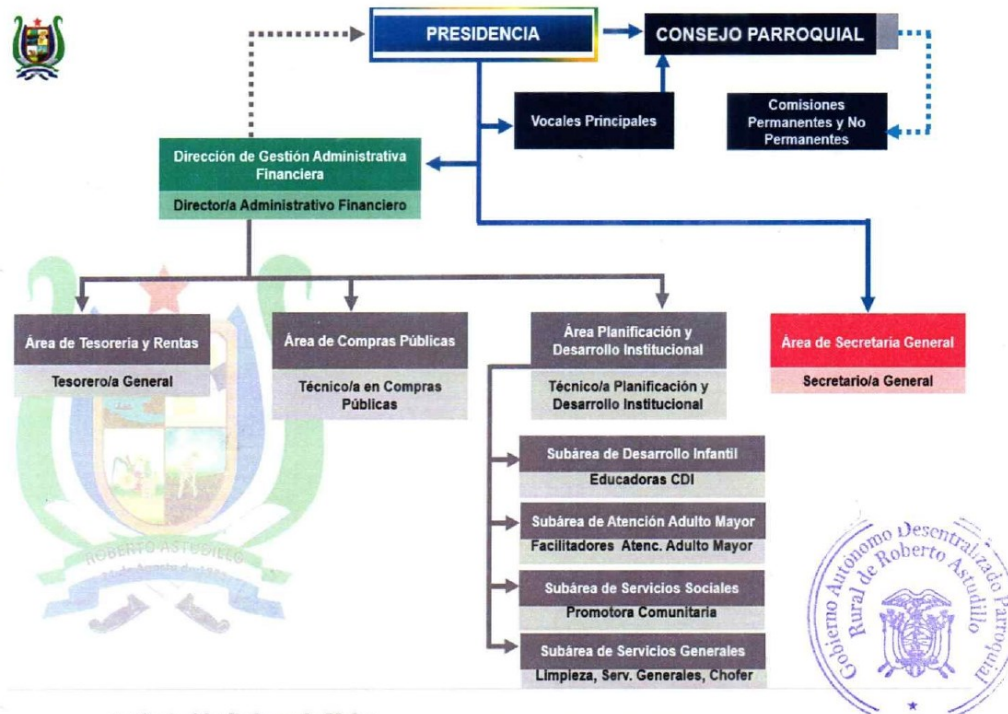 PRESIDENCIA
CONSEJO PARROQUIAL
Vocales Principales
Comisiones
Permanentes y No
Permanentes
Dirección de Gestión Administrativa
Financiera
Director/a Administrativo Financiero
Área de Tesoreria y Rentas
Tesorero/a General
Área de Compras Públicas
Técnico/a en Compras
Públicas
Área Planificación y
Desarrollo Institucional
Técnico/a Planificación y
Desarrollo Institucional
Área de Secretaria General
Secretario/a General
Subárea de Desarrollo Infantil
Educadoras CDI
Subárea de Atención Adulto Mayor
Facilitadores Atenc. Adulto Mayor
Subárea de Servicios Sociales
Promotora Comunitaria
Subárea de Servicios Generales
Limpieza, Serv. Generales, Chofer
ROBERTO ASTUDILLO
de Agosto de
Gobierno Autónomo Descentralizado Parroquial
Rural de Roberto Astudillo